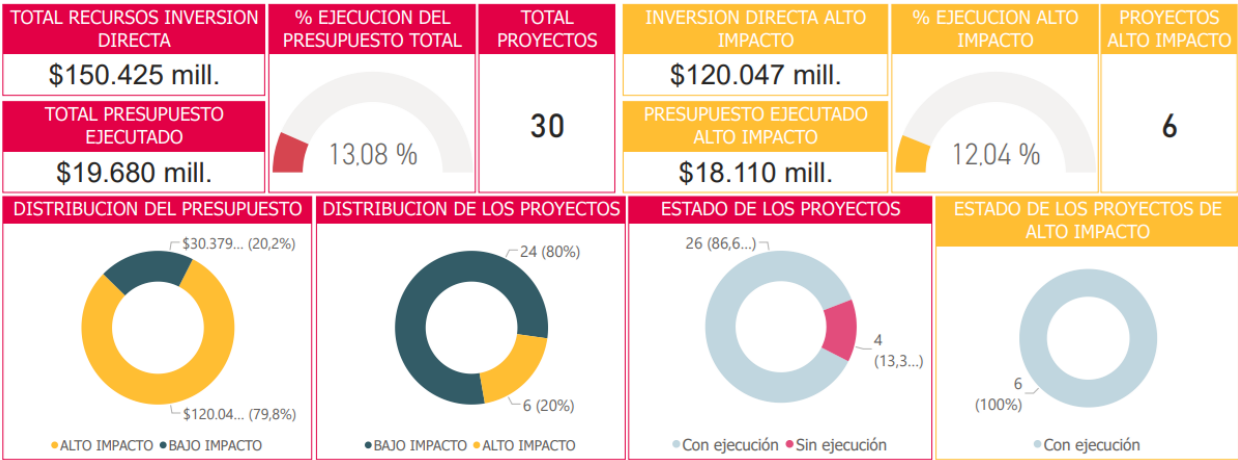 TOTAL RECURSOS INVERSION
DIRECTA
$150.425 mill.
TOTAL PRESUPUESTO
EJECUTADO
$19.680 mill.
% EJECUCION DEL
PRESUPUESTO TOTAL
13,08 %
TOTAL
PROYECTOS
30
INVERSION DIRECTA ALTO
IMPACTO
$120.047 mill.
PRESUPUESTO EJECUTADO
ALTO IMPACTO
$18.110 mill.
% EJECUCION ALTO
IMPACTO
12,04 %
PROYECTOS
ALTO IMPACTO
6
DISTRIBUCION DEL PRESUPUESTO
$30.379... (20,2%)
$120.04... (79,8%)
ALTO IMPACTO BAJO IMPACTO
DISTRIBUCION DE LOS PROYECTOS
24 (80%)
6 (20%)
BAJO IMPACTO ALTO IMPACTO
ESTADO DE LOS PROYECTOS
26 (86,6...)
4
(13,3...)
Con ejecución Sin ejecución
ESTADO DE LOS PROYECTOS DE
ALTO IMPACTO
6
(100%)
Con ejecución